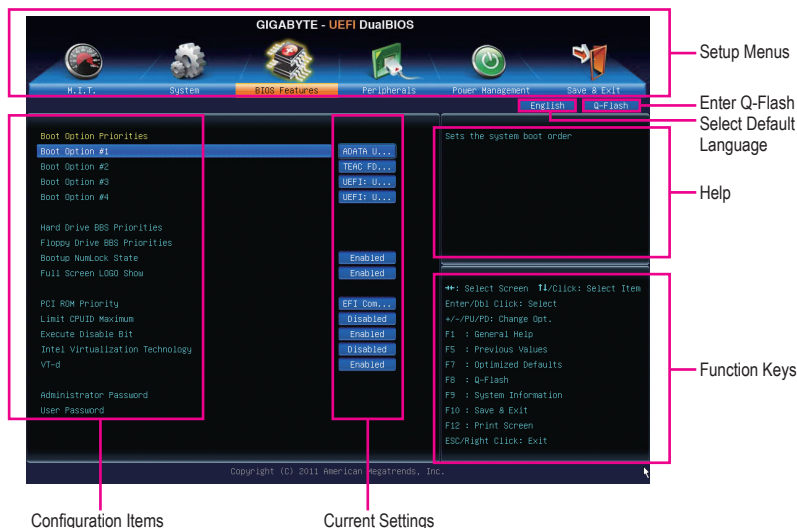 GIGABYTE - UEFI DualBIOS
M.I.T. System BIOS Features Peripherals Power Management Save & Exit
English Q-Flash
Setup Menus
Enter Q-Flash
Select Default
Language
Help
Function Keys
Boot Option Priorities
Boot Option #1 ADATA U...
Boot Option #2 TEAC FD...
Boot Option #3 UEFI: U...
Boot Option #4 UEFI: U...
Hard Drive BBS Priorities
Floppy Drive BBS Priorities
Bootup NumLock State Enabled
Full Screen LOGO Show Enabled
PCI ROM Priority EFI Com...
Limit CPUID Maximum Disabled
Execute Disable Bit Enabled
Intel Virtualization Technology Disabled
VT-d Enabled
Administrator Password
User Password
Sets the system boot order
→←: Select Screen ↑↓/Click: Select Item
Enter/Dbl Click: Select
+/-/PU/PD: Change Opt.
F1 : General Help
F5 : Previous Values
F7 : Optimized Defaults
F8 : Q-Flash
F9 : System Information
F10 : Save & Exit
F12 : Print Screen
ESC/Right Click: Exit
Copyright (C) 2011 American Megatrends, Inc.
Configuration Items
Current Settings